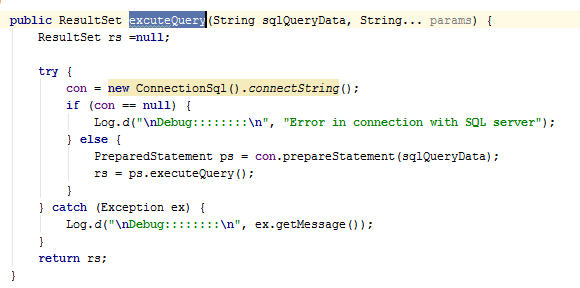 public ResultSet excuteQuery(String sqlQueryData, String... params) {
    ResultSet rs =null;

    try {
        con = new ConnectionSql().connectString();
        if (con == null) {
            Log.d("\nDebug::::::::\n", "Error in connection with SQL server");
        } else {
            PreparedStatement ps = con.prepareStatement(sqlQueryData);
            rs = ps.executeQuery();
        }
    } catch (Exception ex) {
        Log.d("\nDebug::::::::\n", ex.getMessage());
    }
    return rs;
}